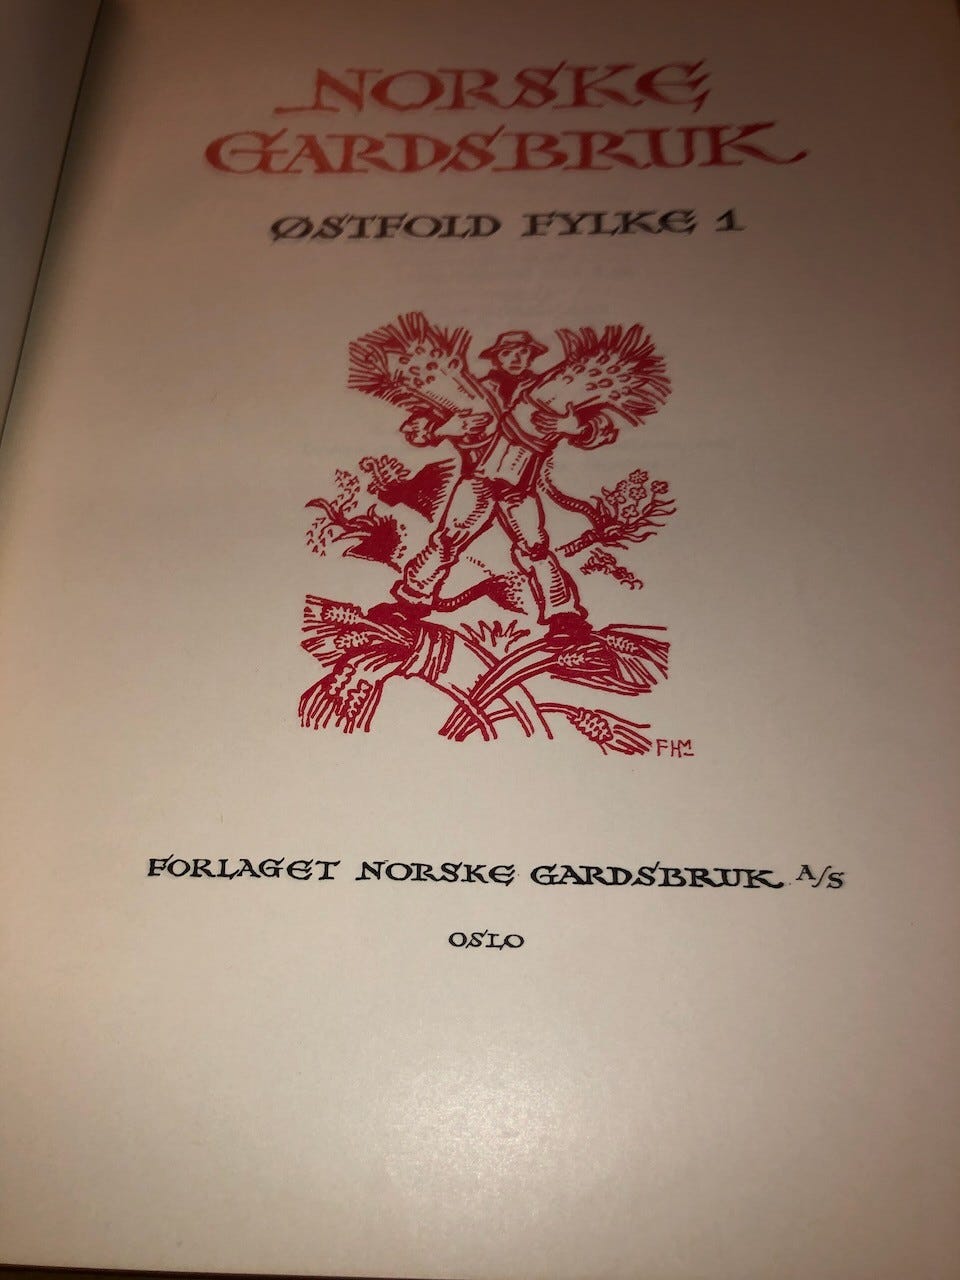 NORSKE
GARDSBRUK
ØSTFOLD FYLKE 1
FHM
FORLAGET NORSKE GARDSBRUK A/S
OSLO